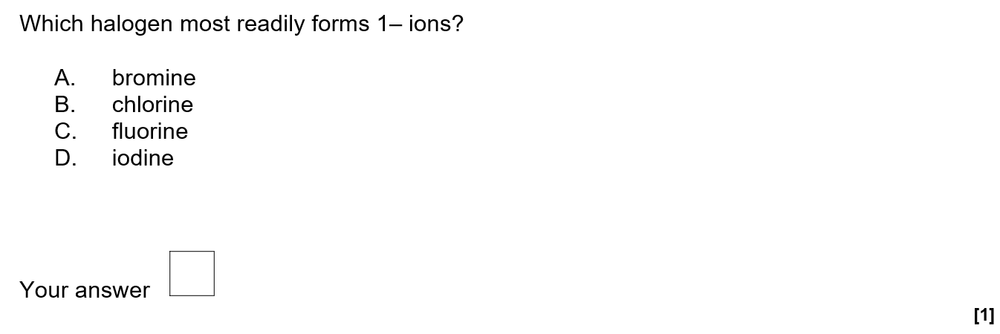 Which halogen most readily forms 1– ions?
A. bromine
B. chlorine
C. fluorine
D. iodine
Your answer
[1]